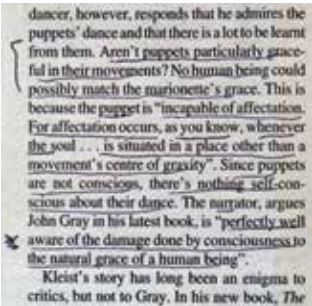 dancer, however, responds that he admires the
puppets' dance and that there is a lot to be learnt
from them. Aren't puppets particularly grace-
ful in their movements? No human being could
possibly match the marionette's grace. This is
because the puppet is "incapable of affectation.
For affectation occurs, as you know, whenever
the soul . . . is situated in a place other than a
movement's centre of gravity". Since puppets
are not conscious, there's nothing self-con-
scious about their dance. The narrator, argues
John Gray in his latest book, is "perfectly well
aware of the damage done by consciousness to
the natural grace of a human being".
Kleist's story has long been an enigma to
critics, but not to Gray. In his new book, The